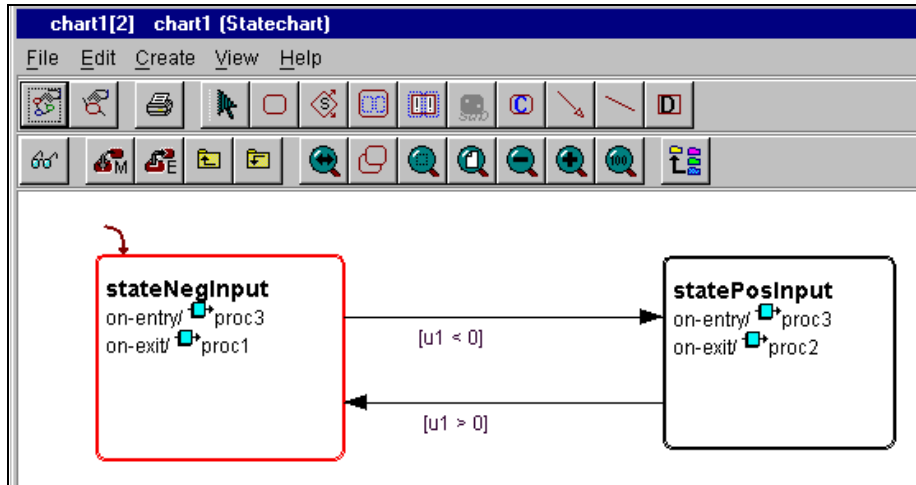 chart1[2] chart1 (Statechart)
File Edit Create View Help
S C D
M E 100
stateNegInput
on-entry/ proc3
on-exit/ proc1
[u1 < 0]
[u1 > 0]
statePosInput
on-entry/ proc3
on-exit/ proc2